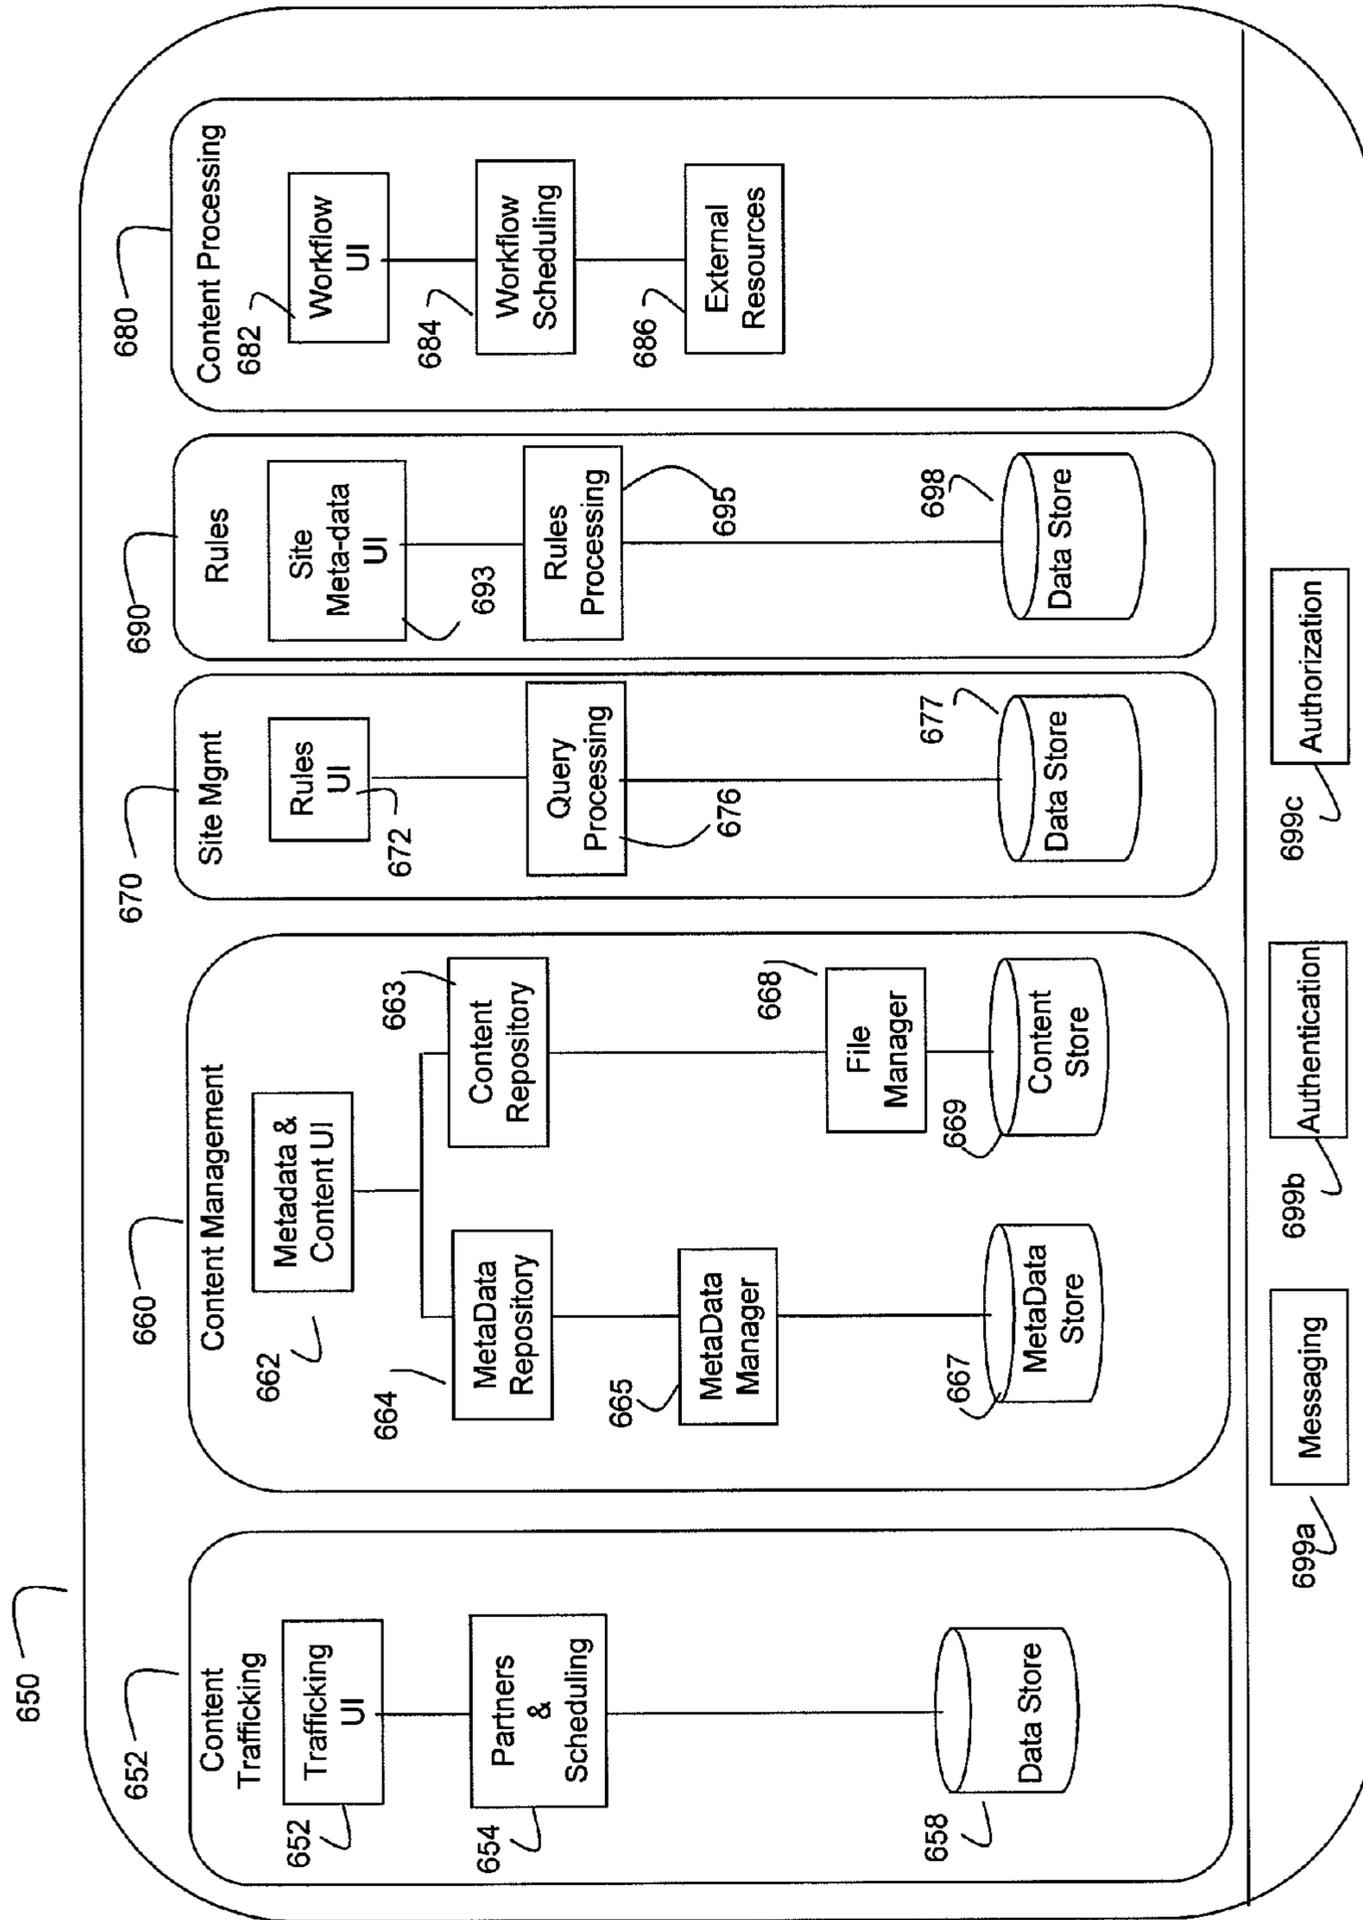 650
652
Content
Trafficking
652
Trafficking
UI
654
Partners
&
Scheduling
658
Data Store
660
Content Management
662
Metadata &
Content UI
664
MetaData
Repository
663
Content
Repository
665
MetaData
Manager
668
File
Manager
667
MetaData
Store
669
Content
Store
670
Site Mgmt
672
Rules
UI
Query
Processing
676
677
Data Store
690
Rules
Site
Meta-data
UI
693
Rules
Processing
695
698
Data Store
680
Content Processing
682
Workflow
UI
684
Workflow
Scheduling
686
External
Resources
699a
Messaging
699b
Authentication
699c
Authorization